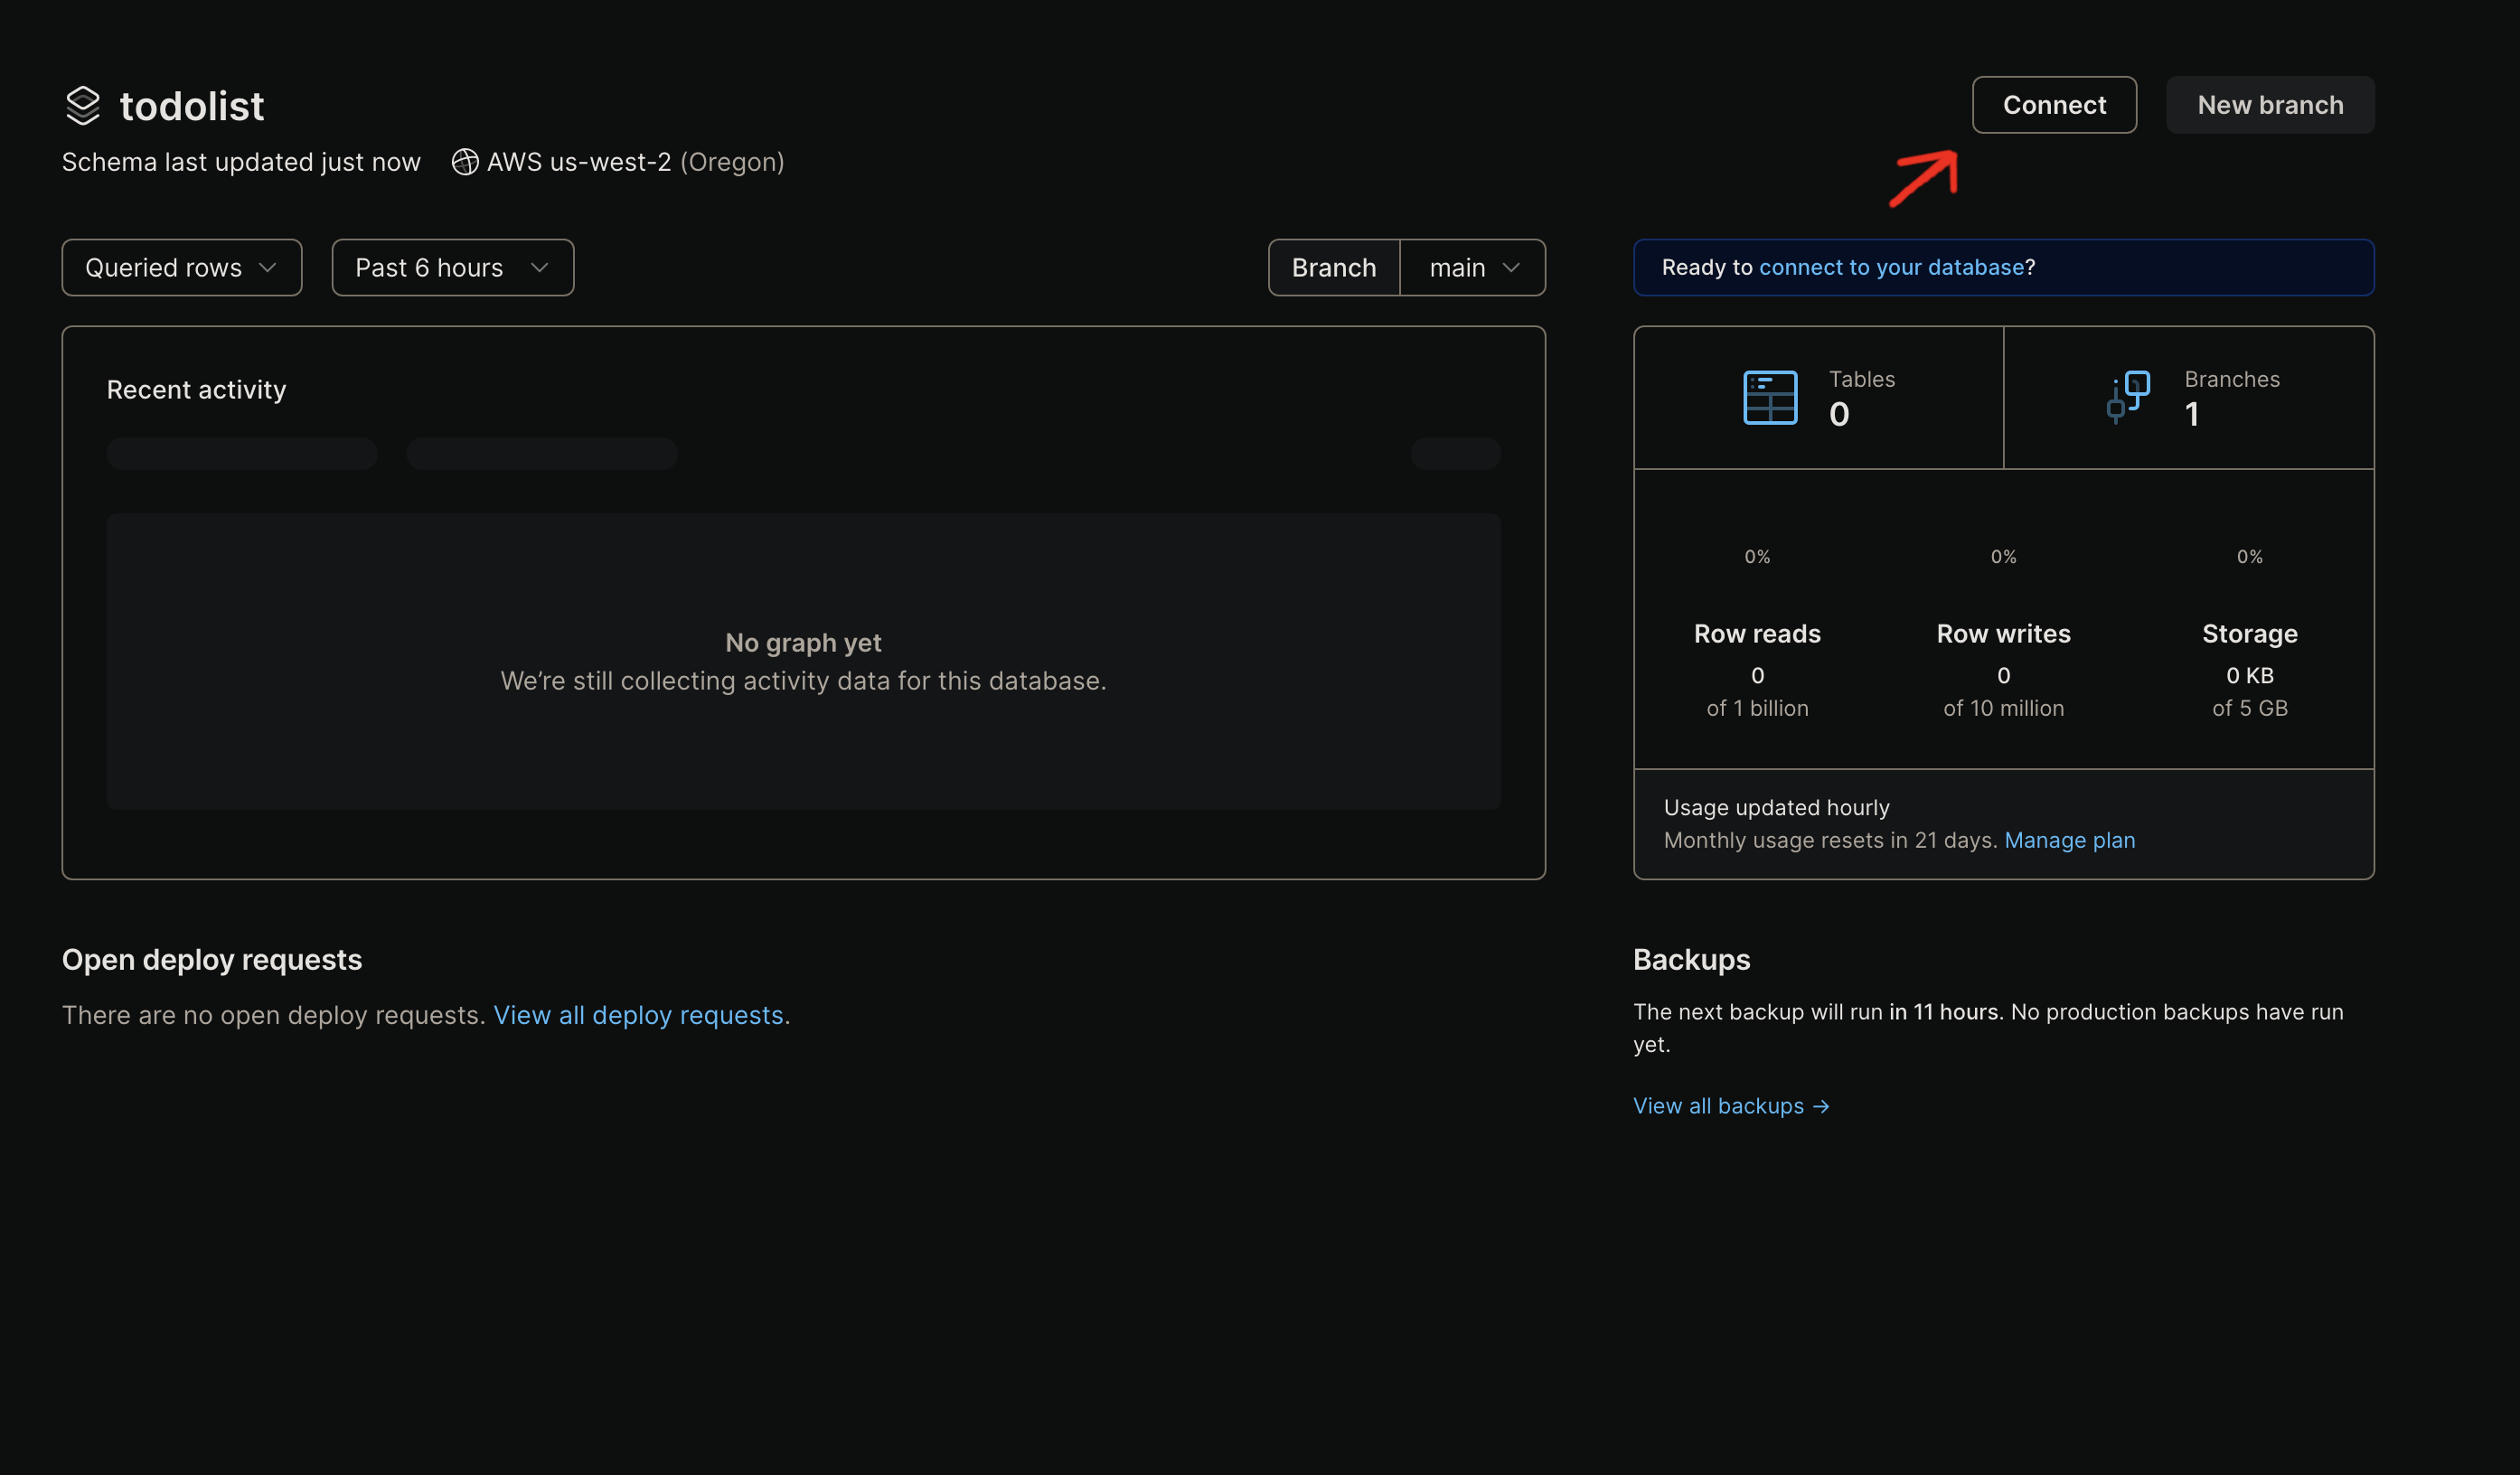 todolist
Connect
New branch
Schema last updated just now
AWS us-west-2 (Oregon)
Queried rows
Past 6 hours
Branch
main
Ready to connect to your database?
Recent activity
No graph yet
We’re still collecting activity data for this database.
Tables
0
Branches
1
0%
0%
0%
Row reads
0
of 1 billion
Row writes
0
of 10 million
Storage
0 KB
of 5 GB
Usage updated hourly
Monthly usage resets in 21 days. Manage plan
Open deploy requests
There are no open deploy requests. View all deploy requests.
Backups
The next backup will run in 11 hours. No production backups have run
yet.
View all backups →